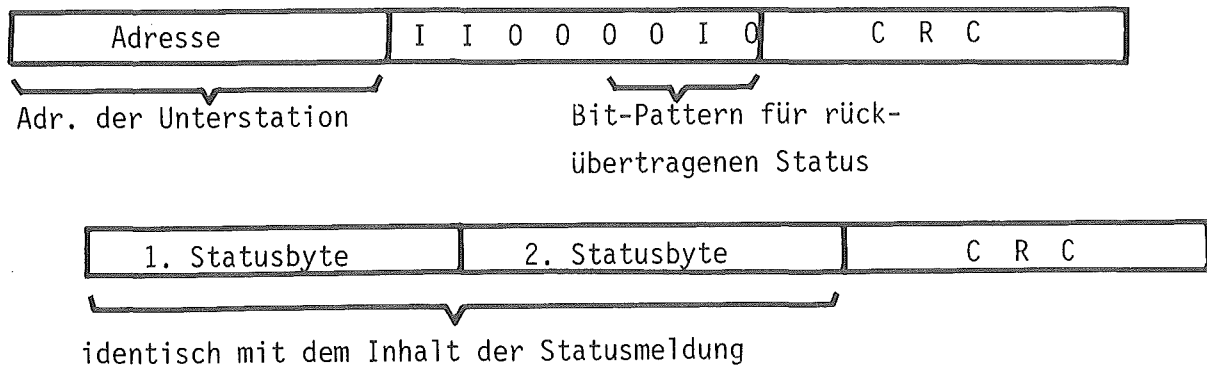 Adresse I I 0 0 0 0 I 0 C R C
Adr. der Unterstation Bit-Pattern für rück-
übertragenen Status
1. Statusbyte 2. Statusbyte C R C
identisch mit dem Inhalt der Statusmeldung